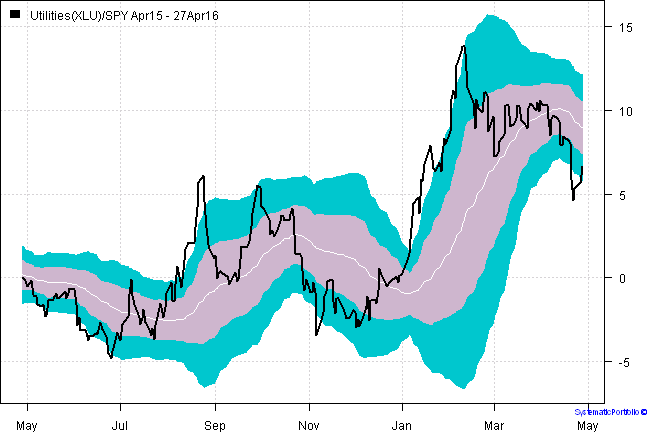 Utilities(XLU)/SPY Apr15 - 27Apr16
15
10
5
0
-5
May Jul Sep Nov Jan Mar May
SystematicPortfolio ©